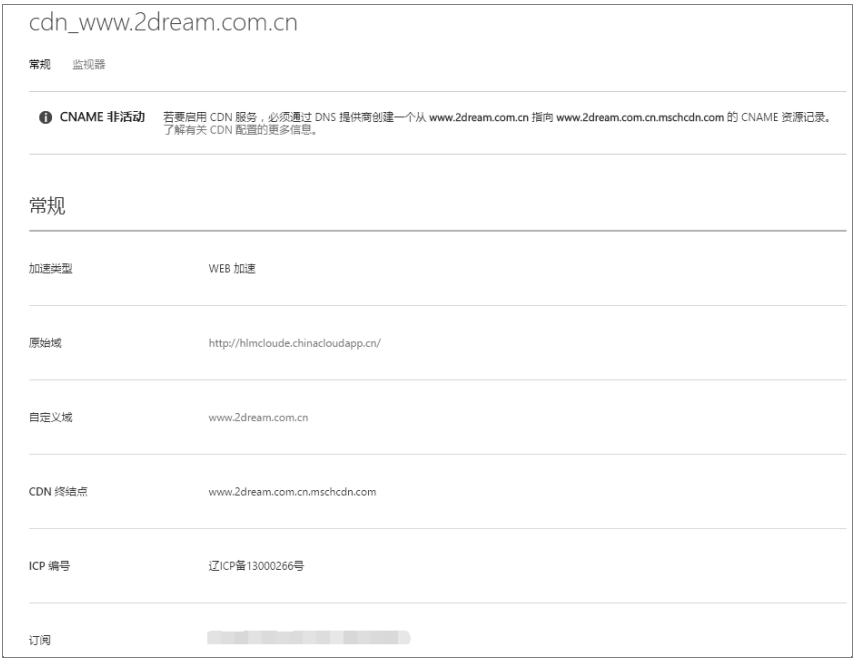 cdn_www.2dream.com.cn
常规 监视器
CNAME 非活动 若要启用 CDN 服务，必须通过 DNS 提供商创建一个从 www.2dream.com.cn 指向 www.2dream.com.cn.mschcdn.com 的 CNAME 资源记录。
了解有关 CDN 配置的更多信息。
常规
加速类型 WEB 加速
原始域 http://hlmcloude.chinacloudapp.cn/
自定义域 www.2dream.com.cn
CDN 终结点 www.2dream.com.cn.mschcdn.com
ICP 编号 辽ICP备13000266号
订阅